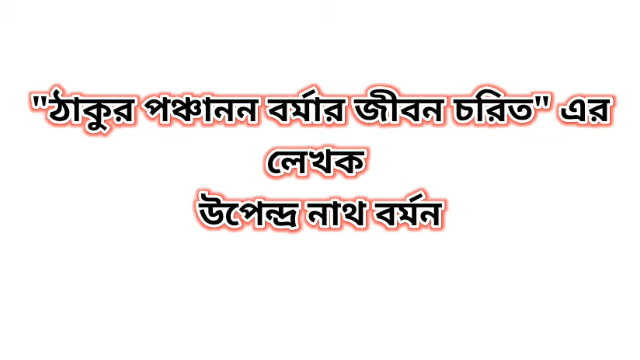 "ঠাকুর পঞ্চানন বর্মার জীবন চরিত" এর
লেখক
উপেন্দ্র নাথ বর্মন